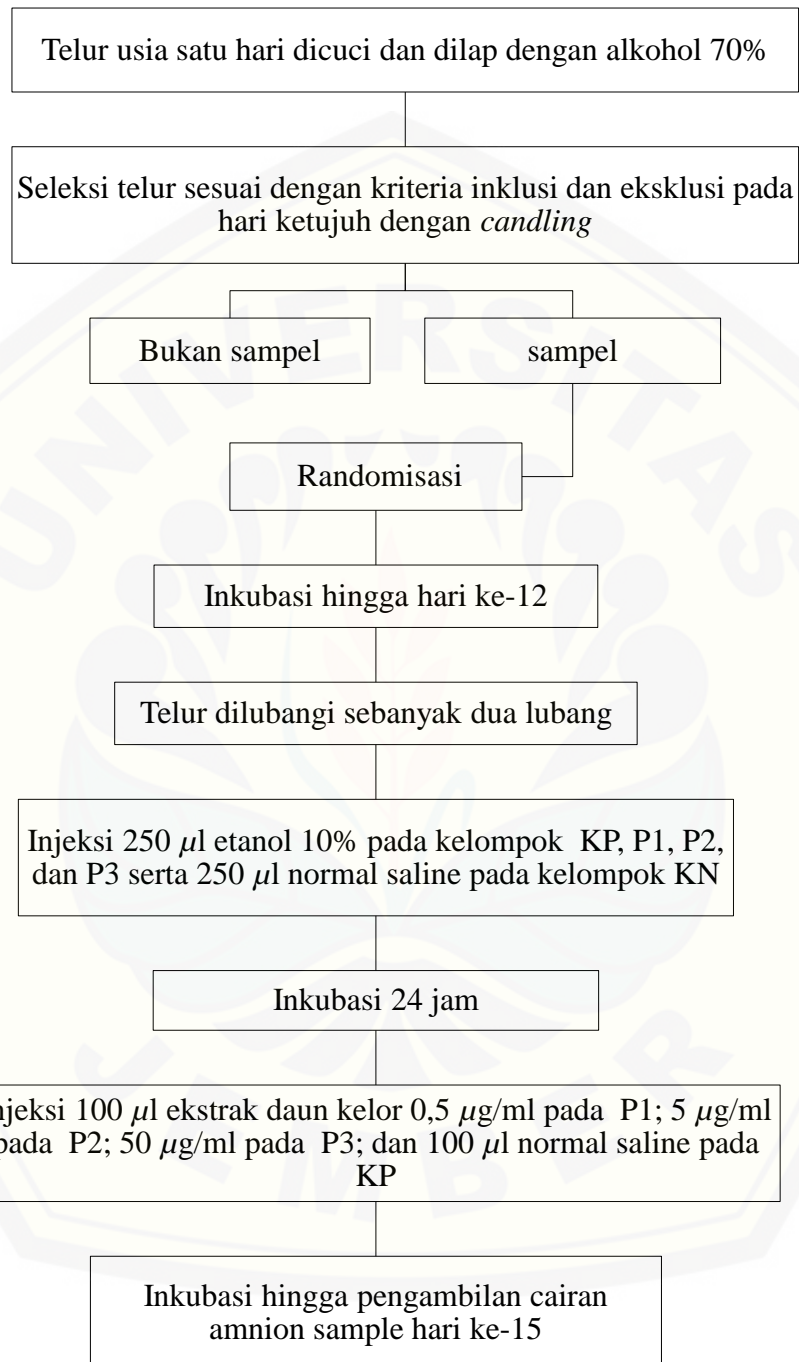 Telur usia satu hari dicuci dan dilap dengan alkohol 70%
Seleksi telur sesuai dengan kriteria inklusi dan eksklusi pada
hari ketujuh dengan candling
Bukan sampel
sampel
Randomisasi
Inkubasi hingga hari ke-12
Telur dilubangi sebanyak dua lubang
Injeksi 250 µl etanol 10% pada kelompok KP, P1, P2,
dan P3 serta 250 µl normal saline pada kelompok KN
Inkubasi 24 jam
njeksi 100 µl ekstrak daun kelor 0,5 µg/ml pada P1; 5 µg/ml
pada P2; 50 µg/ml pada P3; dan 100 µl normal saline pada
KP
Inkubasi hingga pengambilan cairan
amnion sample hari ke-15
UNIVERSITAS
JEMBER